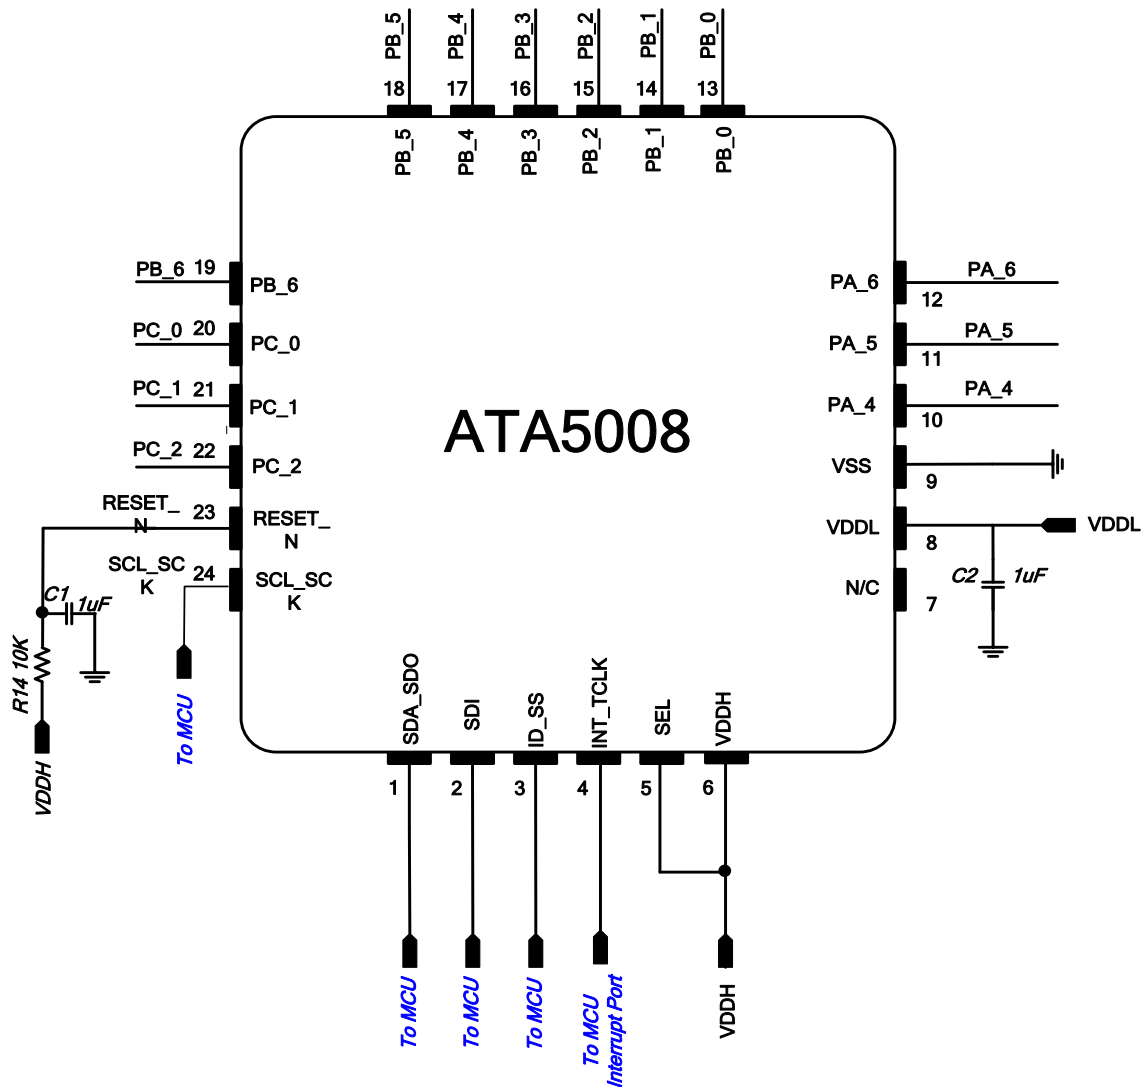 PB_5
PB_4
PB_3
PB_2
PB_1
PB_0
18
17
16
15
14
13
PB_5
PB_4
PB_3
PB_2
PB_1
PB_0
PB_6 19
PB_6
PC_0 20
PC_0
PC_1 21
PC_1
PC_2 22
PC_2
RESET_
N
23
RESET_
N
SCL_SC
K
24
SCL_SC
K
C1
1uF
R14 10K
VDDH
To MCU
ATA5008
PA_6
PA_6
12
PA_5
PA_5
11
PA_4
PA_4
10
VSS
9
VDDL
8
VDDL
C2
1uF
N/C
7
SDA_SDO
SDI
ID_SS
INT_TCLK
SEL
VDDH
1
2
3
4
5
6
To MCU
To MCU
To MCU
To MCU
Interrupt Port
VDDH